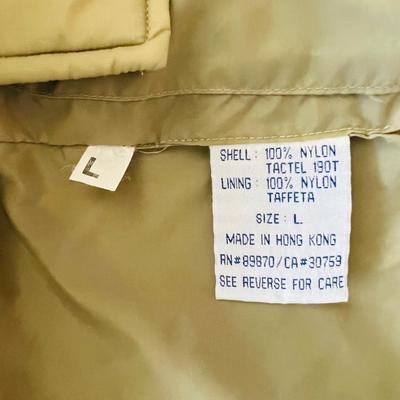 L
SHELL: 100% NYLON
TACTEL 190T
LINING: 100% NYLON
TAFFETA
SIZE: L.
MADE IN HONG KONG
RN#89870/CA#30759
SEE REVERSE FOR CARE